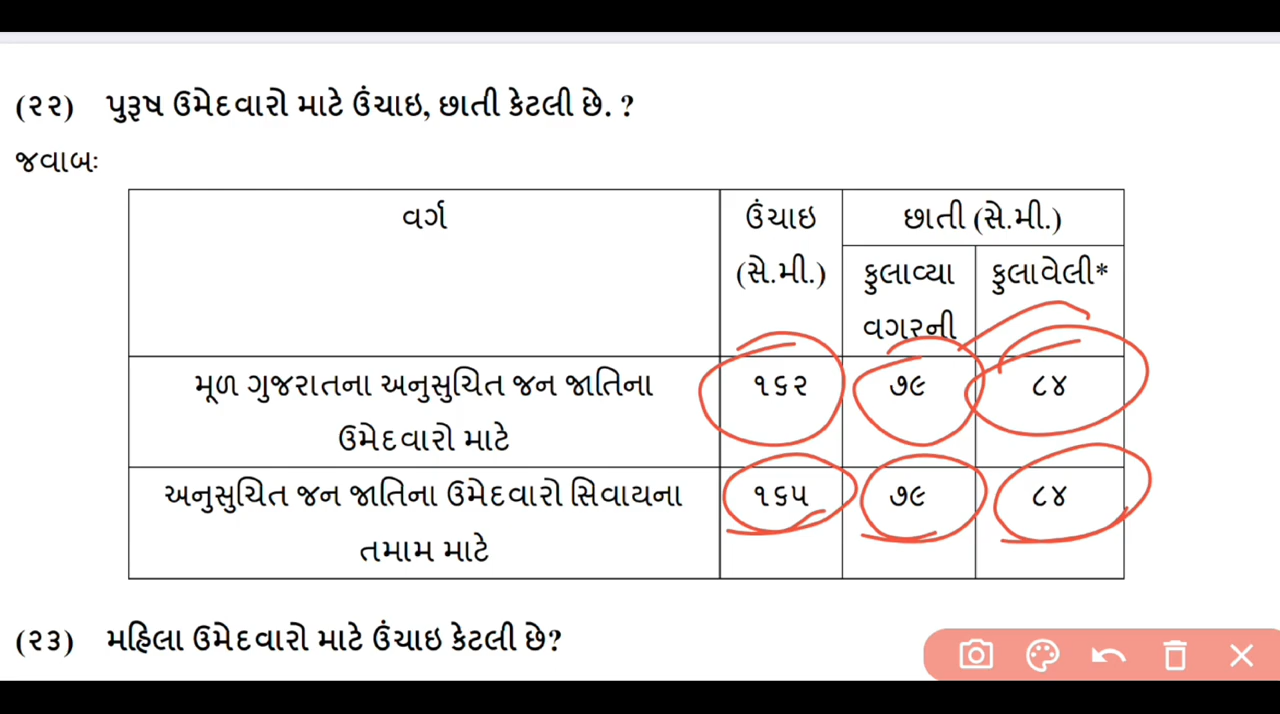 (૨૨) પુરૂષ ઉમેદવારો માટે ઉંચાઇ, છાતી કેટલી છે. ?
જવાબઃ
વર્ગ
ઉંચાઇ
(સે.મી.)
છાતી (સે.મી.)
ફુલાવ્યા
વગરની
ફુલાવેલી*
મૂળ ગુજરાતના અનુસુચિત જન જાતિના
ઉમેદવારો માટે
૧૬૨
૭૯
૮૪
અનુસુચિત જન જાતિના ઉમેદવારો સિવાયના
તમામ માટે
૧૬૫
૭૯
૮૪
(૨૩) મહિલા ઉમેદવારો માટે ઉંચાઇ કેટલી છે?